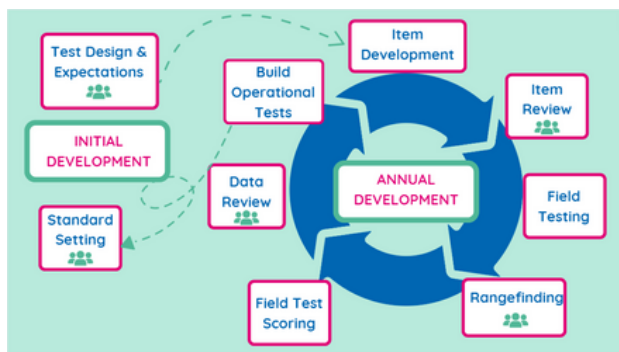 Test Design &
Expectations
INITIAL
DEVELOPMENT
Standard
Setting
Item
Development
Item
Review
Field
Testing
Rangefinding
Field Test
Scoring
Data
Review
Build
Operational
Tests
ANNUAL
DEVELOPMENT